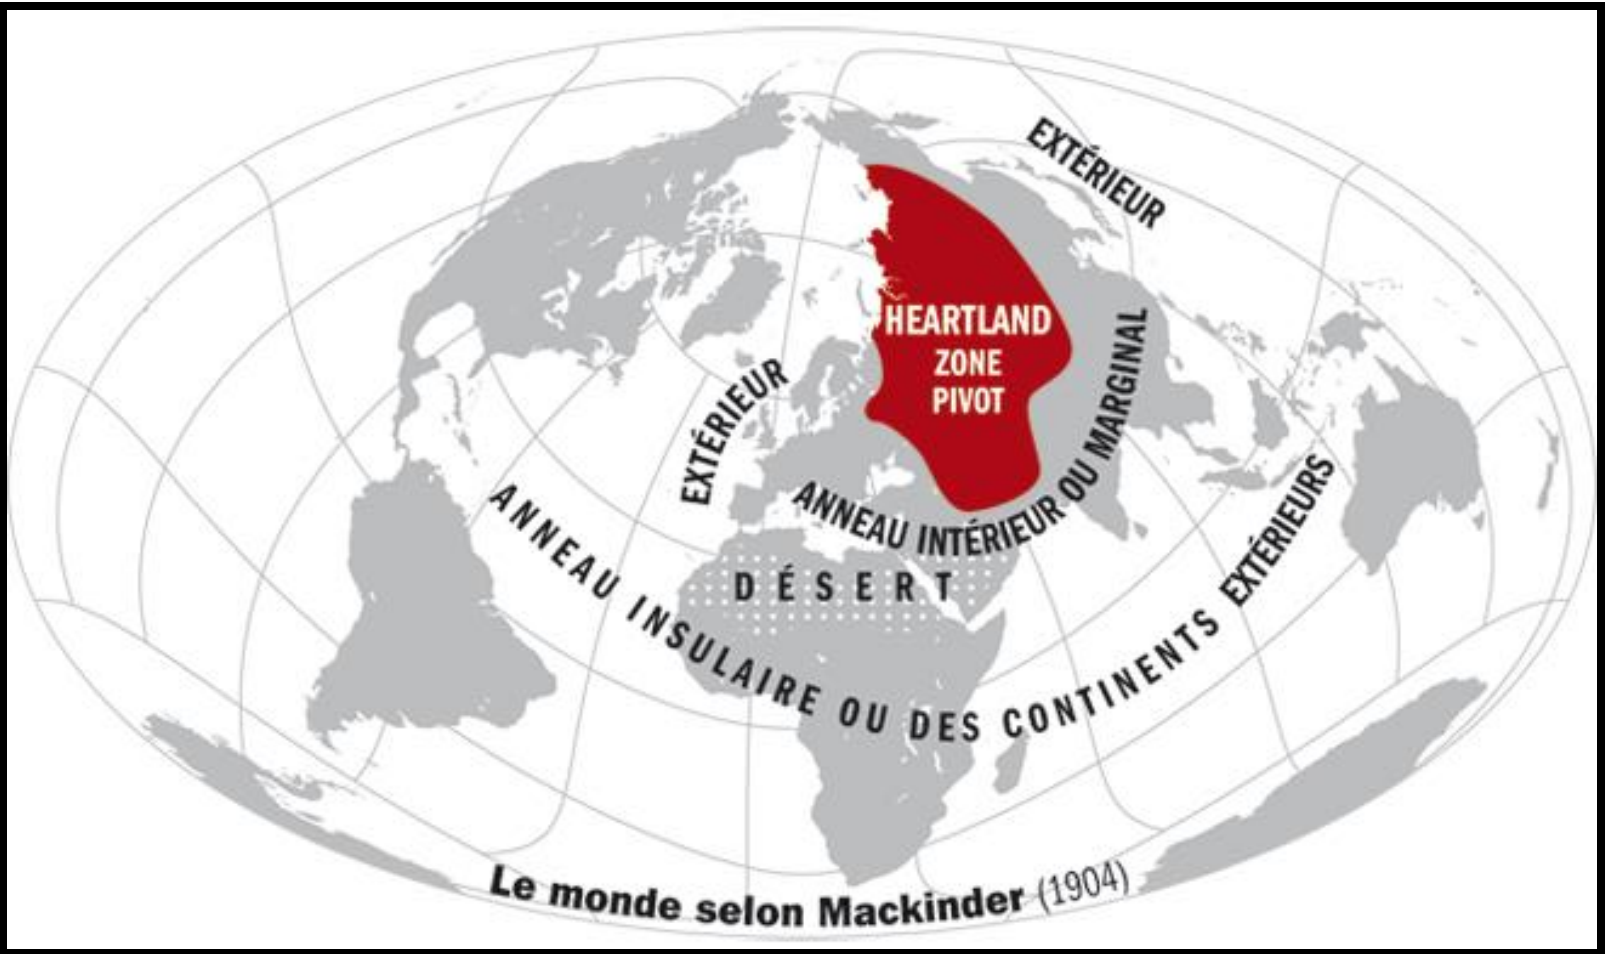 EXTÉRIEUR
HEARTLAND
ZONE
PIVOT
EXTÉRIEUR
ANNEAU INTÉRIEUR OU MARGINAL
DÉSERT
ANNEAU INSULAIRE OU DES CONTINENTS EXTÉRIEURS
Le monde selon Mackinder (1904)